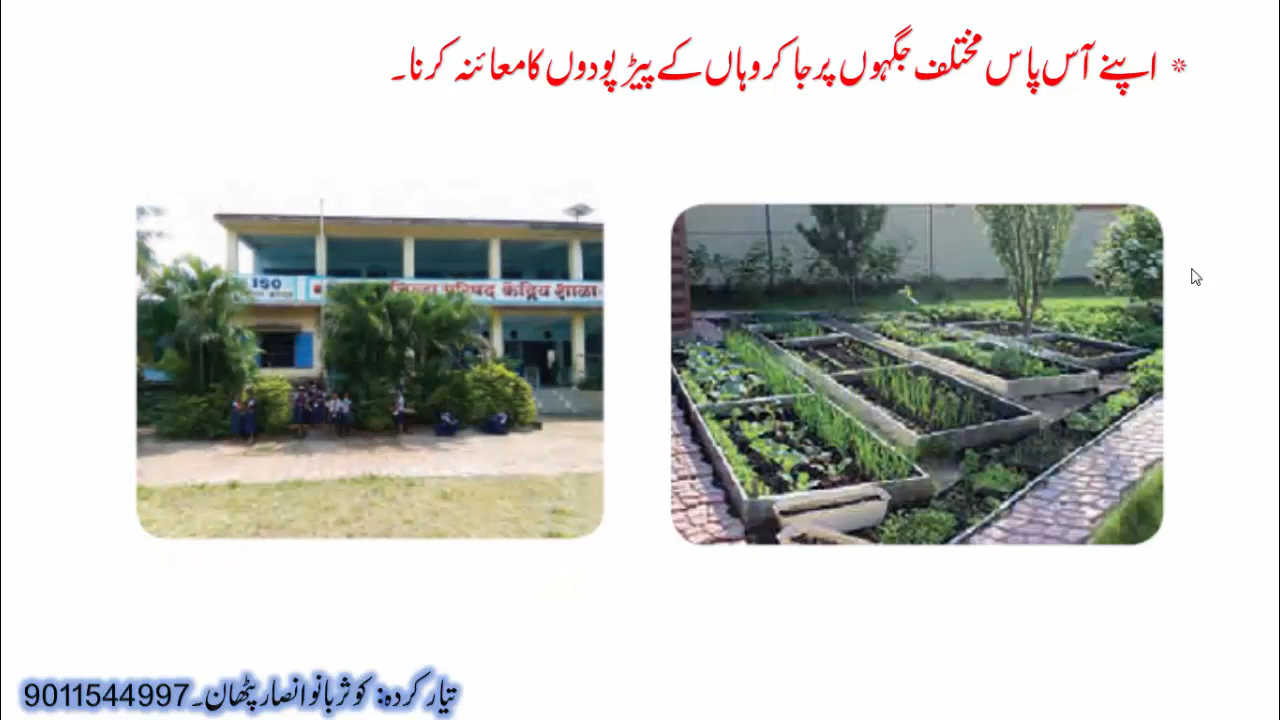 * اپنے آس پاس مختلف جگہوں پر جا کر وہاں کے پیڑ پودوں کا معائنہ کرنا۔
ISO
जिल्हा परिषद केंद्रिय शाळा
تیار کردہ: کوثر بانو انصار پٹھان۔9011544997